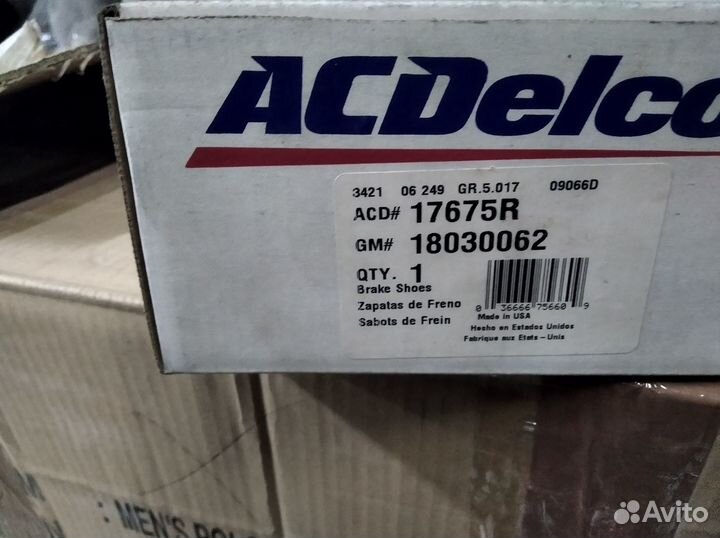 ACDelco
3421 06 249 GR.5.017 09066D
ACD# 17675R
GM# 18030062
QTY. 1
Brake Shoes
Zapatas de Freno
Sabots de Frein
0 36666 75660 9
Made in USA
Hecho en Estados Unidos
Fabrique aux Etats - Unis
: MEN'S
Avito